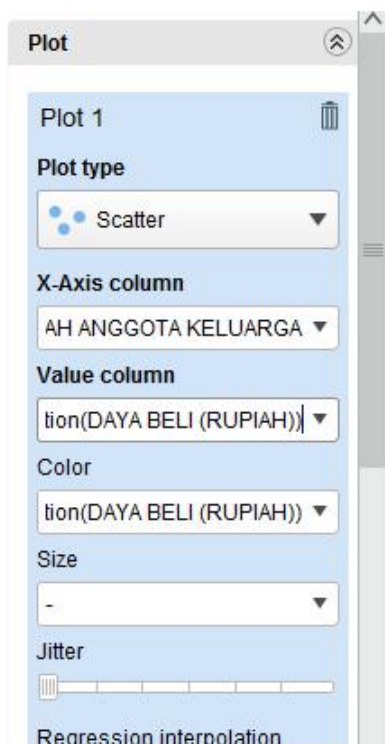 Plot
Plot 1
Plot type
Scatter
X-Axis column
AH ANGGOTA KELUARGA
Value column
tion(DAYA BELI (RUPIAH))
Color
tion(DAYA BELI (RUPIAH))
Size
-
Jitter
Regression interpolation